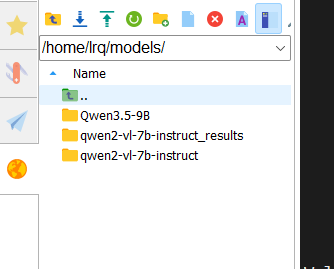 /home/lrq/models/
Name
..
Qwen3.5-9B
qwen2-vl-7b-instruct_results
qwen2-vl-7b-instruct